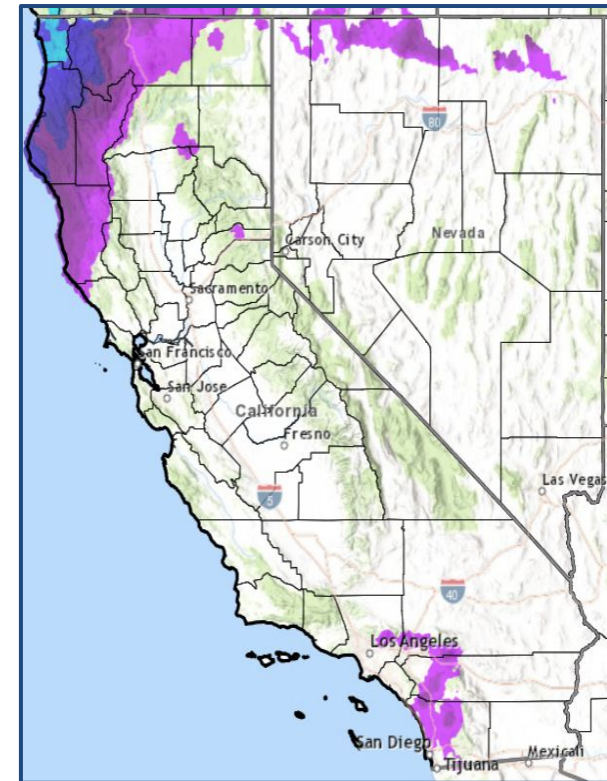 80
Nevada
Carson City
Sacramento
San Francisco
San Jose
California
Fresno
Las Vegas
5
40
Los Angeles
San Diego
Tijuana
Mexicali